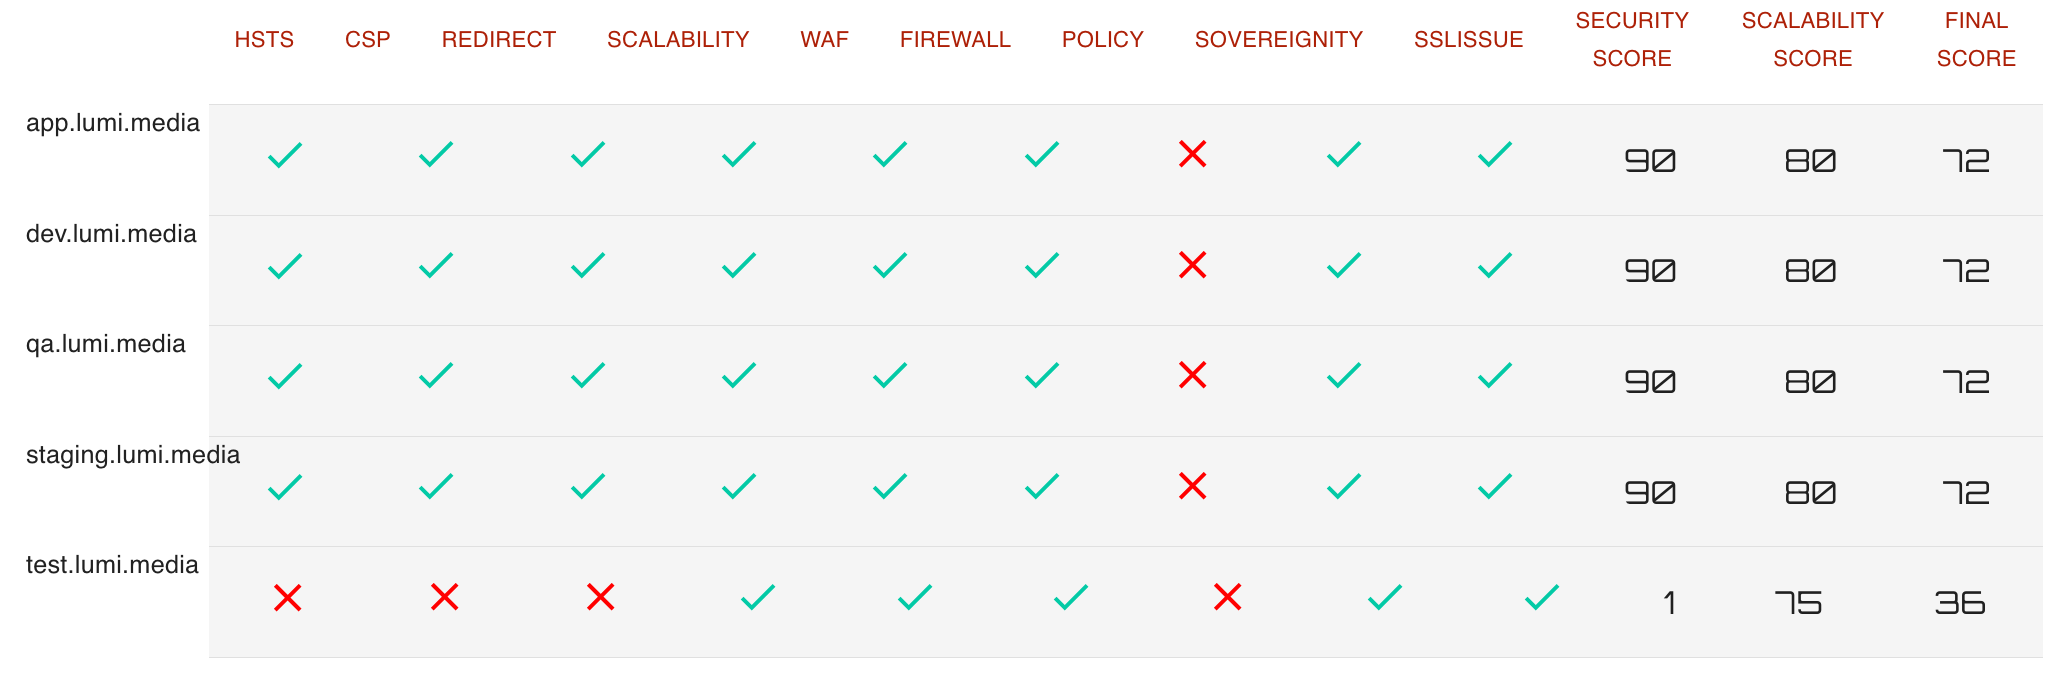 HSTS CSP REDIRECT SCALABILITY WAF FIREWALL POLICY SOVEREIGNITY SSLISSUE SECURITY SCORE SCALABILITY SCORE FINAL SCORE
app.lumi.media 90 80 72
dev.lumi.media 90 80 72
qa.lumi.media 90 80 72
staging.lumi.media 90 80 72
test.lumi.media 1 75 36